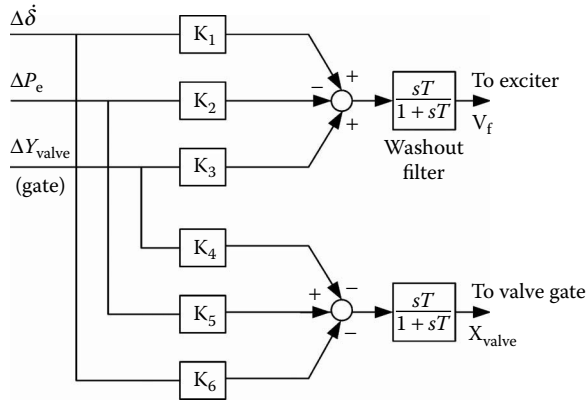 Δδ̇
K₁
+
To exciter
ΔPₑ
−
K₂
sT
1 + sT
V_f
ΔY_valve
(gate)
K₃
+
Washout
filter
K₄
−
To valve gate
+
K₅
sT
1 + sT
X_valve
−
K₆